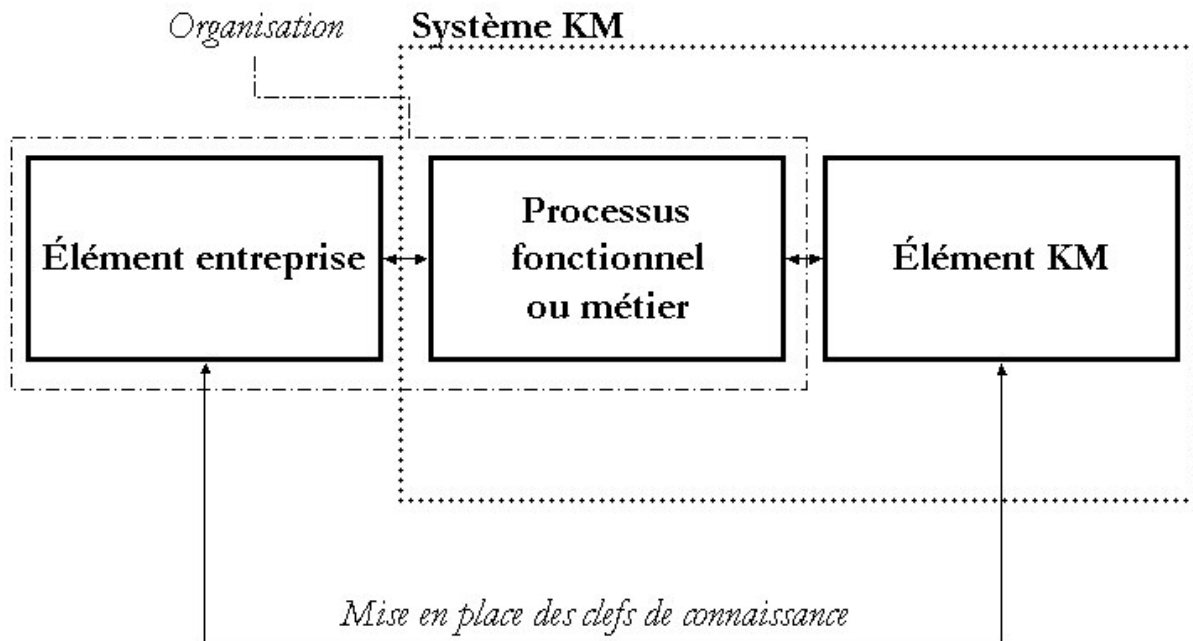 Organisation
Système KM
Élément entreprise
Processus
fonctionnel
ou métier
Élément KM
Mise en place des clefs de connaissance